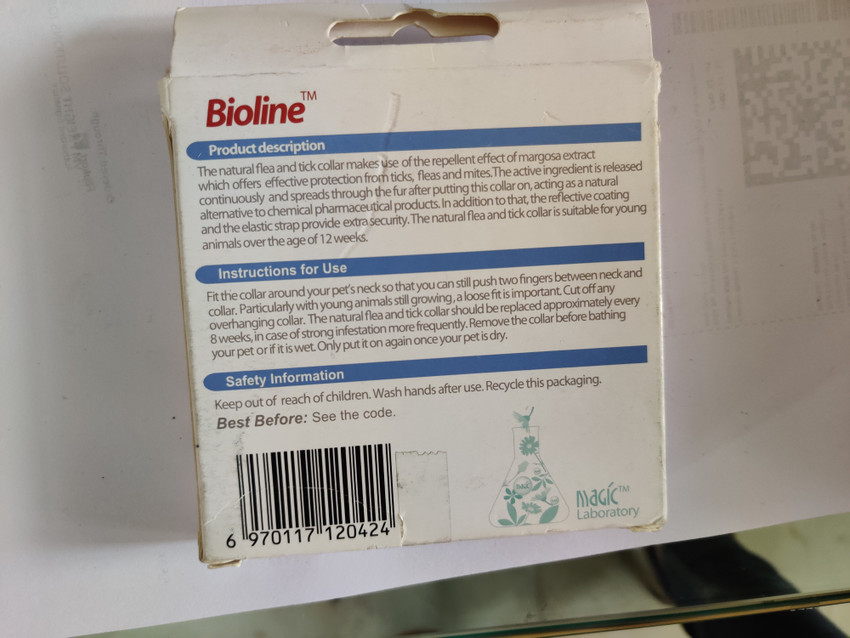 Bioline™
Product description
The natural flea and tick collar makes use of the repellent effect of margosa extract
which offers effective protection from ticks, fleas and mites.The active ingredient is released
continuously and spreads through the fur after putting this collar on, acting as a natural
alternative to chemical pharmaceutical products. In addition to that, the reflective coating
and the elastic strap provide extra security. The natural flea and tick collar is suitable for young
animals over the age of 12 weeks.
Instructions for Use
Fit the collar around your pet's neck so that you can still push two fingers between neck and
collar. Particularly with young animals still growing, a loose fit is important. Cut off any
overhanging collar. The natural flea and tick collar should be replaced approximately every
8 weeks, in case of strong infestation more frequently. Remove the collar before bathing
your pet or if it is wet. Only put it on again once your pet is dry.
Safety Information
Keep out of reach of children. Wash hands after use. Recycle this packaging.
Best Before: See the code.
6 970117 120424
magic™
Laboratory